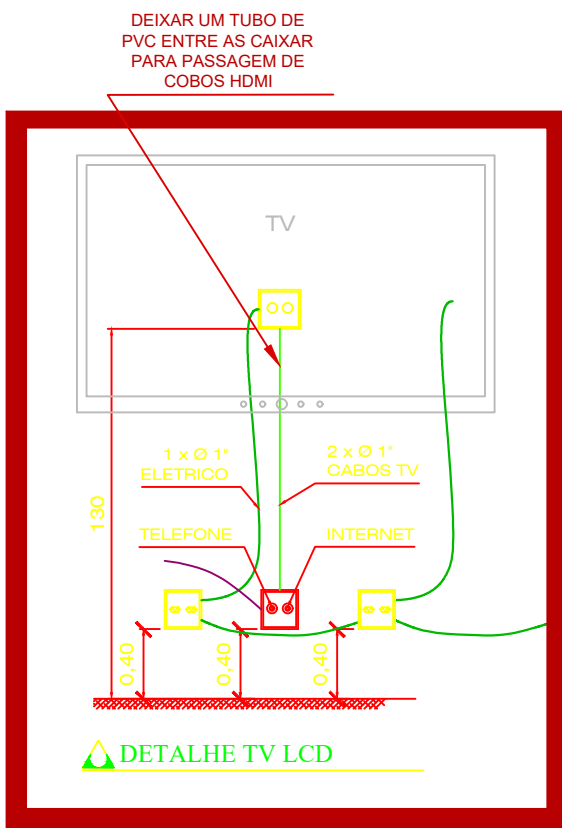 DEIXAR UM TUBO DE
PVC ENTRE AS CAIXAR
PARA PASSAGEM DE
COBOS HDMI
TV
1 x Ø 1"
ELETRICO
2 x Ø 1"
CABOS TV
130
TELEFONE
INTERNET
0,40
0,40
0,40
DETALHE TV LCD